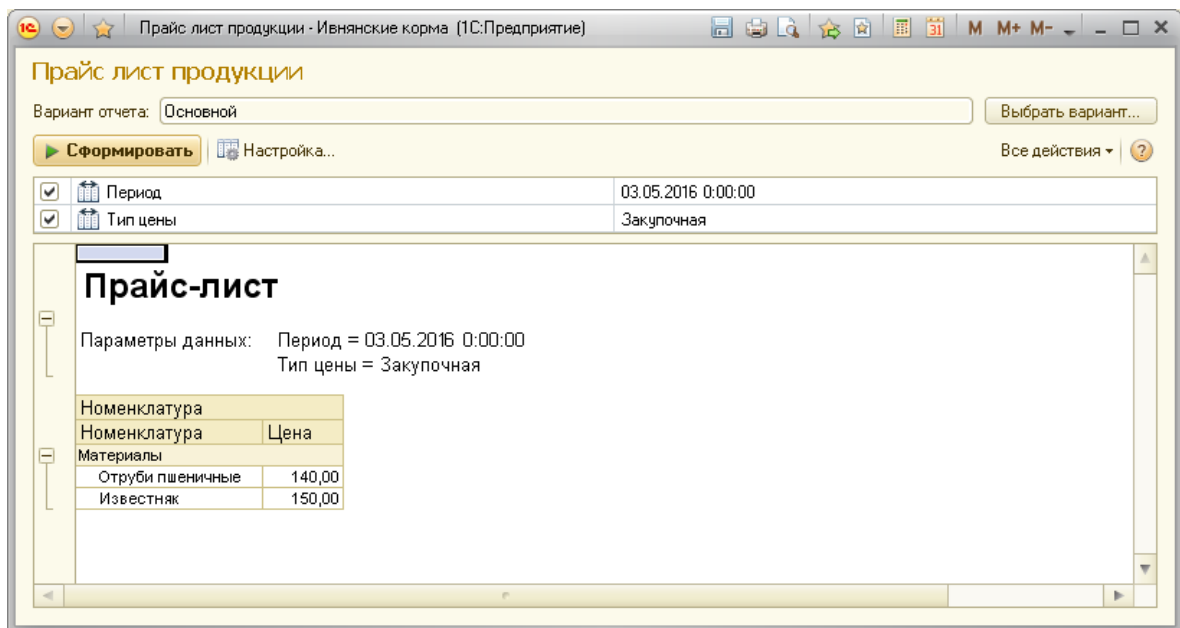 1С Прайс лист продукции - Ивнянские корма (1С:Предприятие) 31 M M+ M-
Прайс лист продукции
Вариант отчета: Основной Выбрать вариант...
Сформировать Настройка... Все действия ?
Период 03.05.2016 0:00:00
Тип цены Закупочная
Прайс-лист
Параметры данных: Период = 03.05.2016 0:00:00
Тип цены = Закупочная
Номенклатура
Номенклатура Цена
Материалы
Отруби пшеничные 140,00
Известняк 150,00